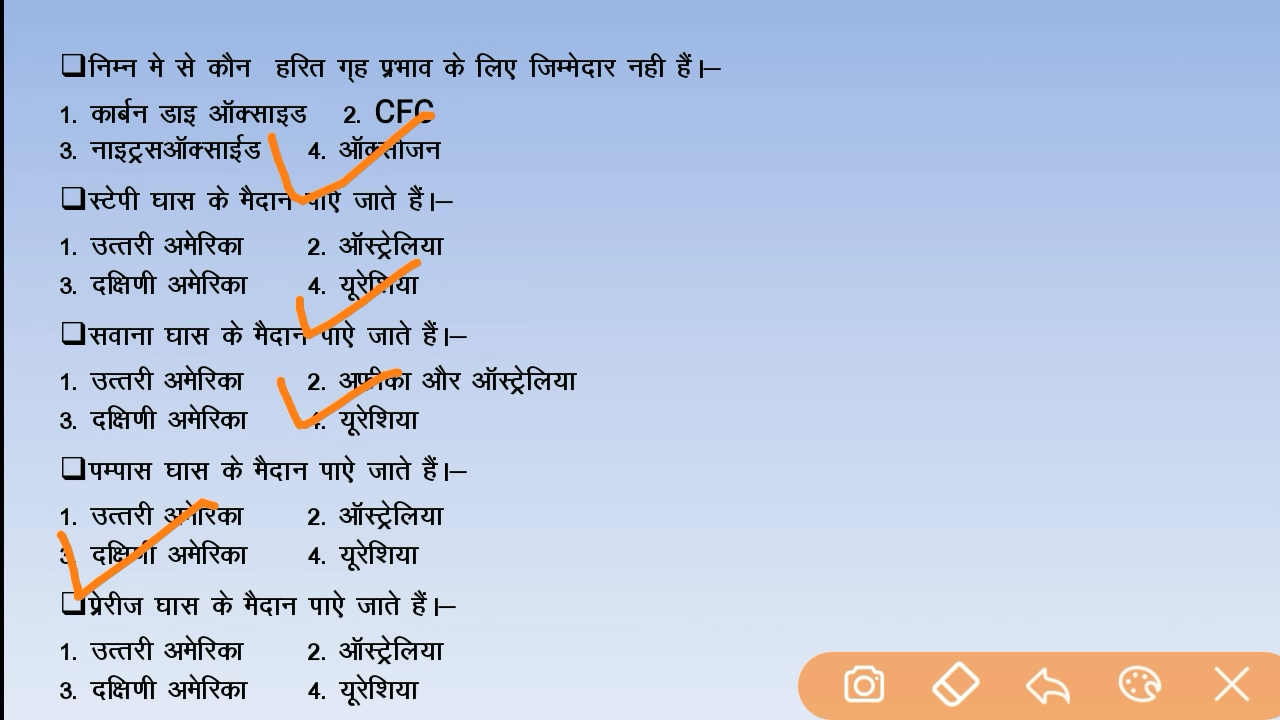 ❑निम्न मे से कौन हरित गृह प्रभाव के लिए जिम्मेदार नही हैं।–
1. कार्बन डाइ ऑक्साइड 2. CFC
3. नाइट्रसऑक्साईड 4. ऑक्सीजन
❑स्टेपी घास के मैदान पाऐ जाते हैं।–
1. उत्तरी अमेरिका 2. ऑस्ट्रेलिया
3. दक्षिणी अमेरिका 4. यूरेशिया
❑सवाना घास के मैदान पाऐ जाते हैं।–
1. उत्तरी अमेरिका 2. अफ्रीका और ऑस्ट्रेलिया
3. दक्षिणी अमेरिका 4. यूरेशिया
❑पम्पास घास के मैदान पाऐ जाते हैं।–
1. उत्तरी अमेरिका 2. ऑस्ट्रेलिया
3. दक्षिणी अमेरिका 4. यूरेशिया
❑प्रेरीज घास के मैदान पाऐ जाते हैं।–
1. उत्तरी अमेरिका 2. ऑस्ट्रेलिया
3. दक्षिणी अमेरिका 4. यूरेशिया